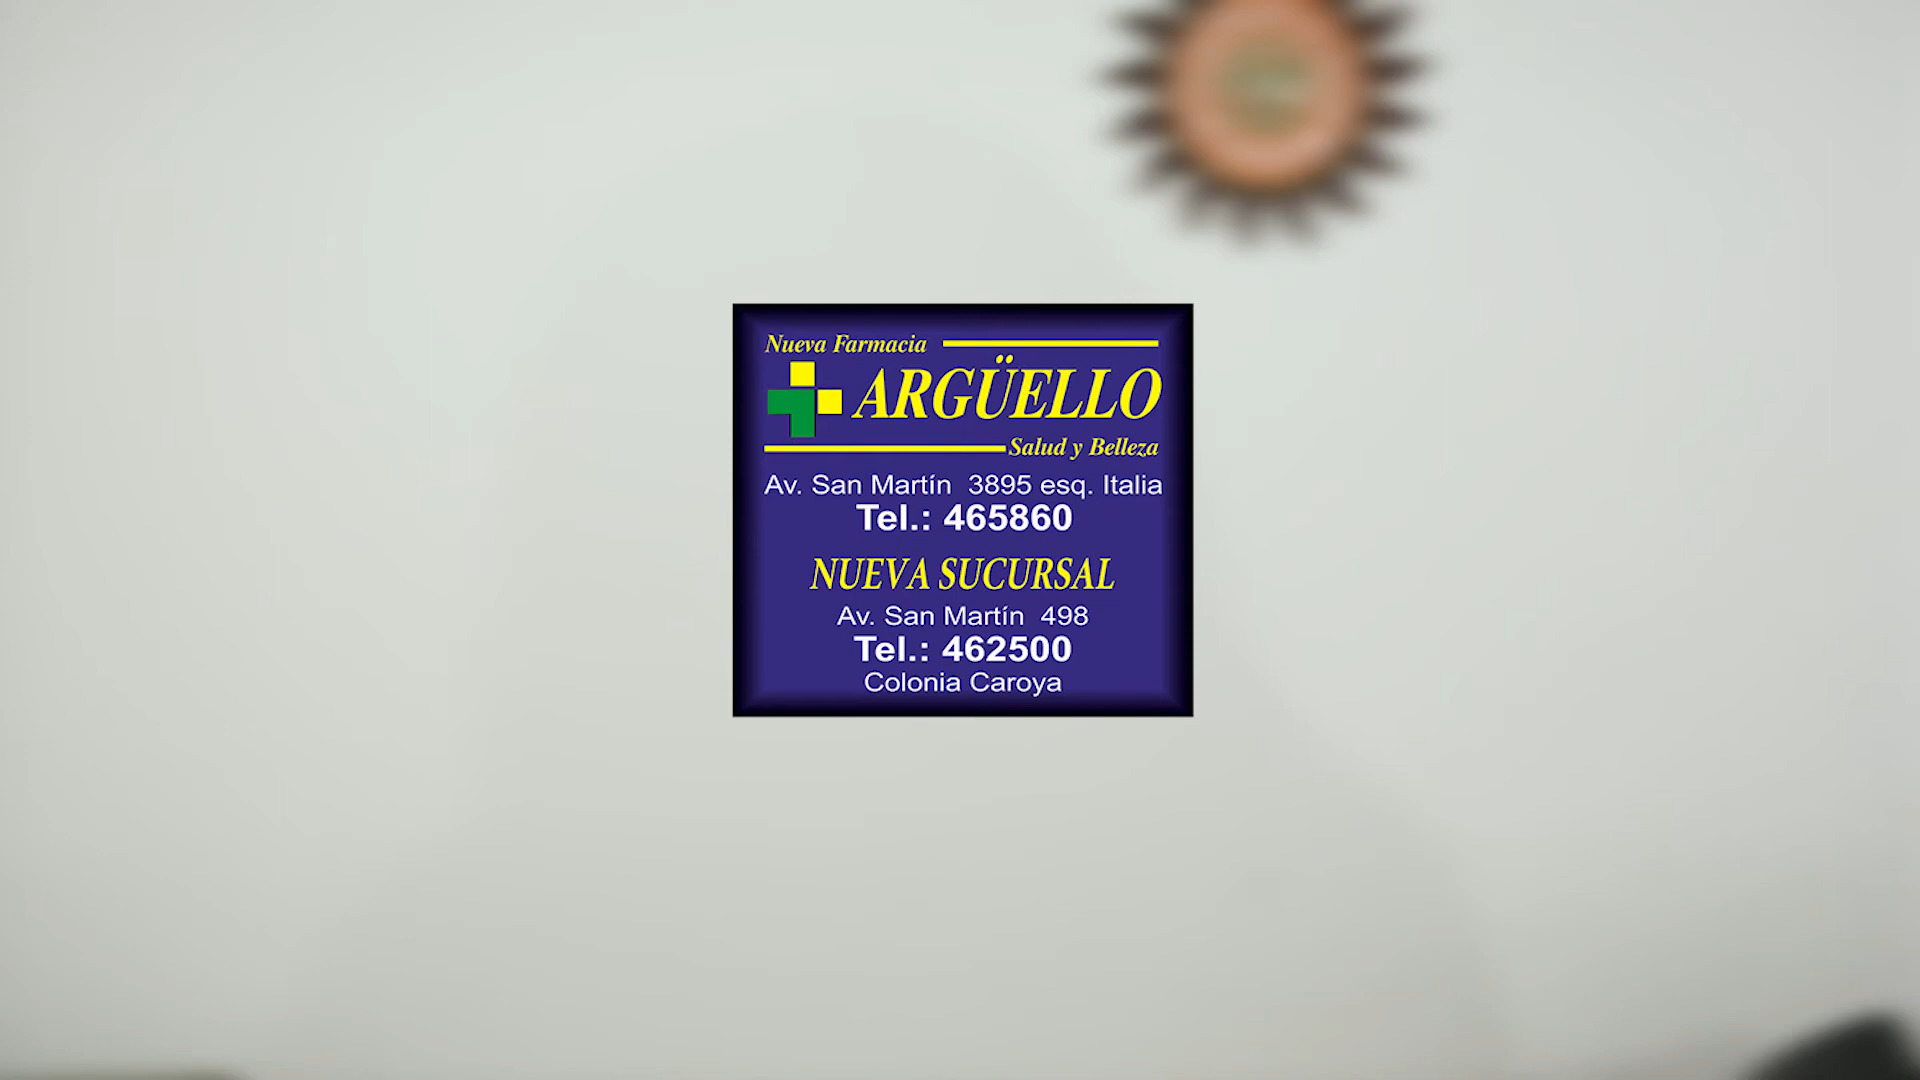 Nueva Farmacia
ARGÜELLO
Salud y Belleza
Av. San Martín 3895 esq. Italia
Tel.: 465860
NUEVA SUCURSAL
Av. San Martín 498
Tel.: 462500
Colonia Caroya